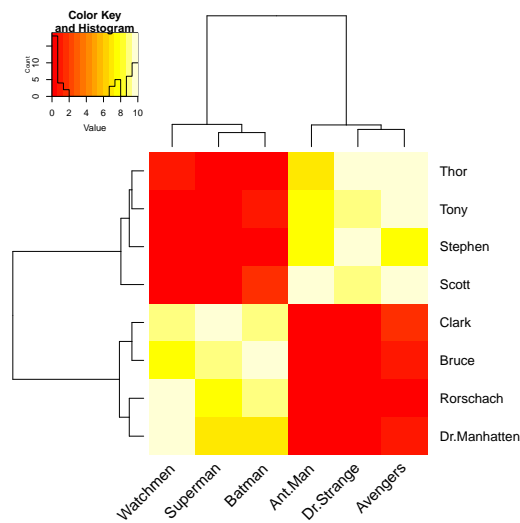 Color Key
and Histogram
Count
0 5 10
0 2 4 6 8 10
Value
Thor
Tony
Stephen
Scott
Clark
Bruce
Rorschach
Dr.Manhatten
Watchmen
Superman
Batman
Ant.Man
Dr.Strange
Avengers